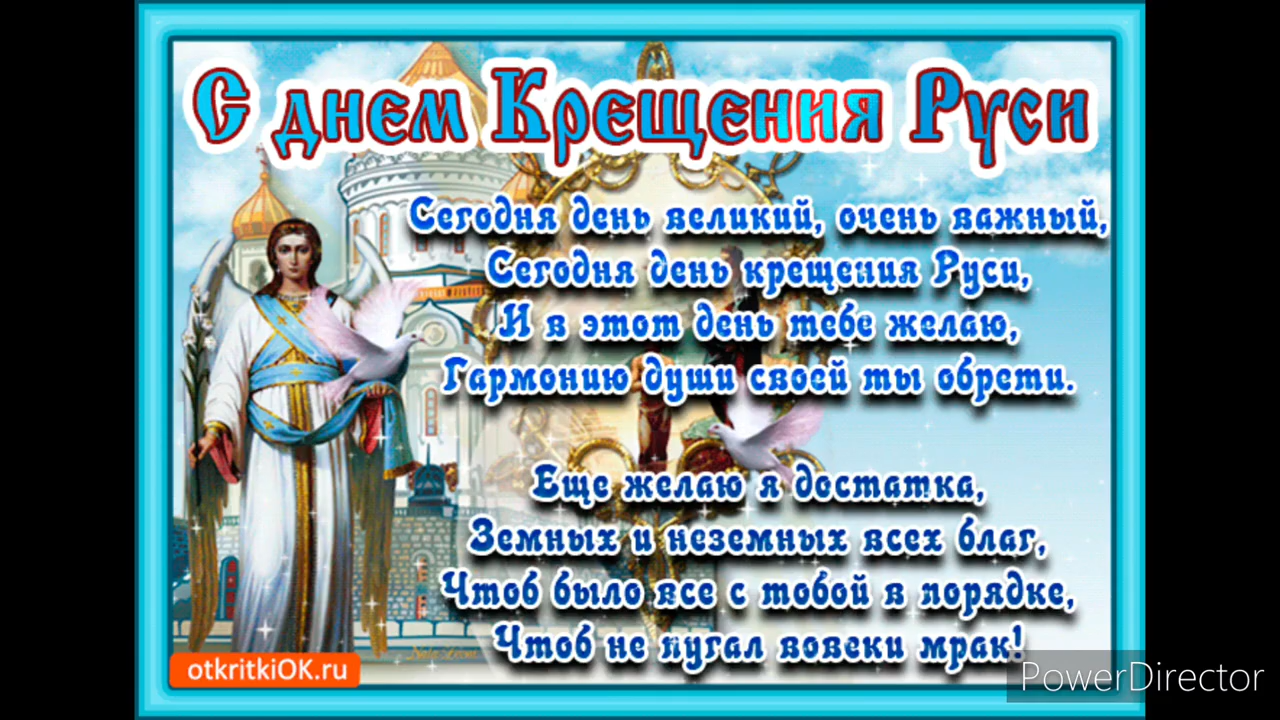 С днем Крещения Руси
Сегодня день великий, очень важный,
Сегодня день крещения Руси,
И в этот день тебе желаю,
Гармонию души своей ты обрети.
Еще желаю я достатка,
Земных и неземных всех благ,
Чтоб было все с тобой в порядке,
Чтоб не пугал вовеки мрак!
otkritkiOK.ru
PowerDirector